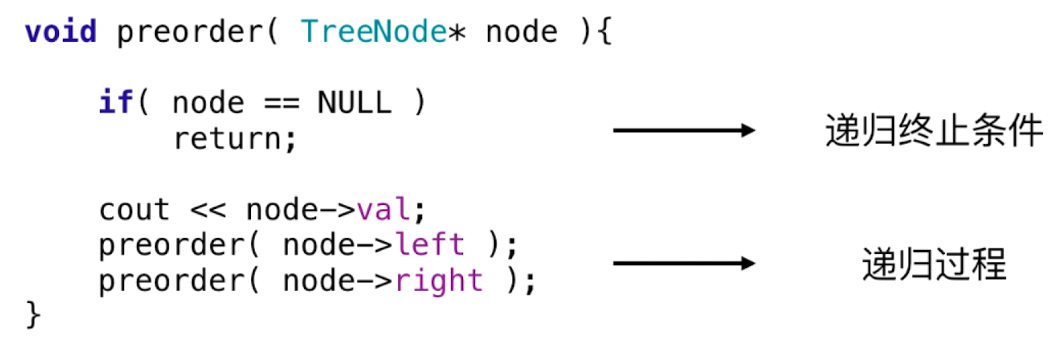 void preorder( TreeNode* node ){
if( node == NULL )
return;
递归终止条件
cout << node->val;
preorder( node->left );
preorder( node->right );
递归过程
}